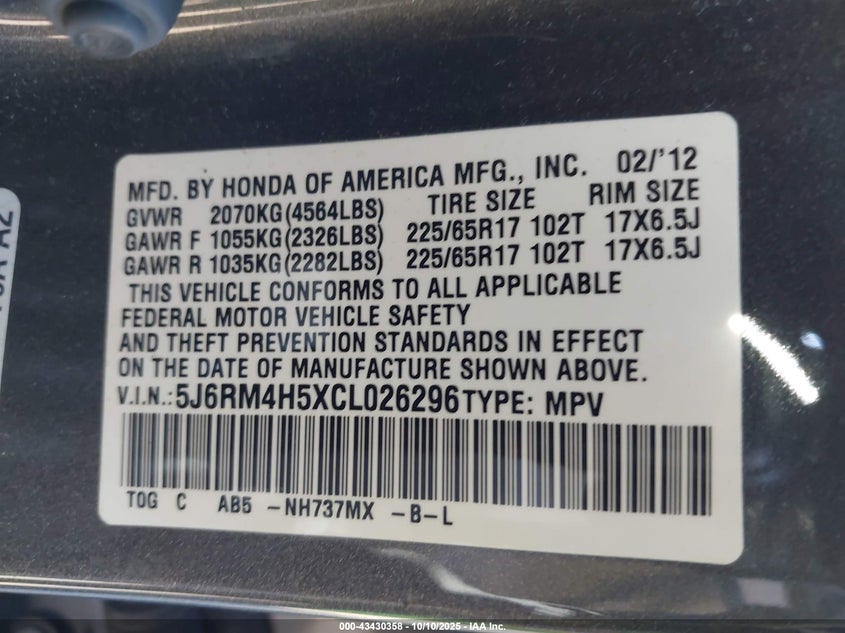 MFD. BY HONDA OF AMERICA MFG., INC. 02/'12
GVWR 2070KG(4564LBS) TIRE SIZE RIM SIZE
GAWR F 1055KG(2326LBS) 225/65R17 102T 17X6.5J
GAWR R 1035KG(2282LBS) 225/65R17 102T 17X6.5J
THIS VEHICLE CONFORMS TO ALL APPLICABLE
FEDERAL MOTOR VEHICLE SAFETY
AND THEFT PREVENTION STANDARDS IN EFFECT
ON THE DATE OF MANUFACTURE SHOWN ABOVE.
V.I.N.:5J6RM4H5XCL026296TYPE: MPV
TOG C AB5 -NH737MX -B-L
000-43430358 - 10/10/2025 - IAA Inc.